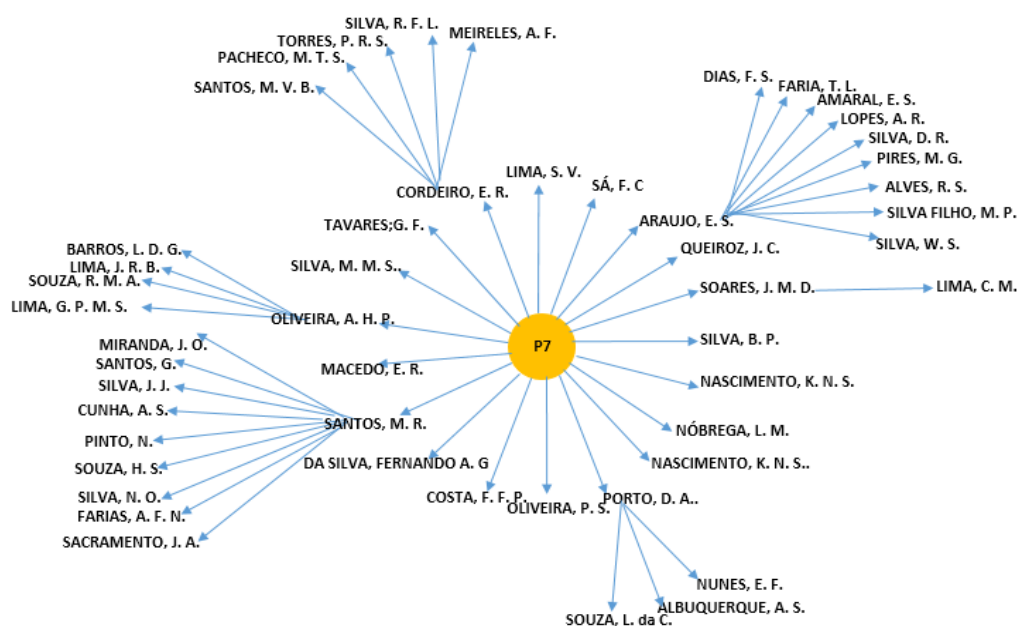 SILVA, R. F. L.
MEIRELES, A. F.
TORRES, P. R. S.
PACHECO, M. T. S.
SANTOS, M. V. B.
CORDEIRO, E. R.
LIMA, S. V.
SÁ, F. C
DIAS, F. S.
FARIA, T. L.
AMARAL, E. S.
LOPES, A. R.
SILVA, D. R.
PIRES, M. G.
ALVES, R. S.
SILVA FILHO, M. P.
SILVA, W. S.
ARAUJO, E. S.
TAVARES;G. F.
QUEIROZ, J. C.
SILVA, M. M. S..
SOARES, J. M. D.
LIMA, C. M.
BARROS, L. D. G.
LIMA, J. R. B.
SOUZA, R. M. A.
LIMA, G. P. M. S.
OLIVEIRA, A. H. P.
P7
SILVA, B. P.
MACEDO, E. R.
NASCIMENTO, K. N. S.
MIRANDA, J. O.
SANTOS, G.
SILVA, J. J.
CUNHA, A. S.
PINTO, N.
SOUZA, H. S.
SILVA, N. O.
FARIAS, A. F. N.
SACRAMENTO, J. A.
SANTOS, M. R.
NÓBREGA, L. M.
DA SILVA, FERNANDO A. G
NASCIMENTO, K. N. S..
COSTA, F. F. P.
OLIVEIRA, P. S.
PORTO, D. A..
NUNES, E. F.
ALBUQUERQUE, A. S.
SOUZA, L. da C.